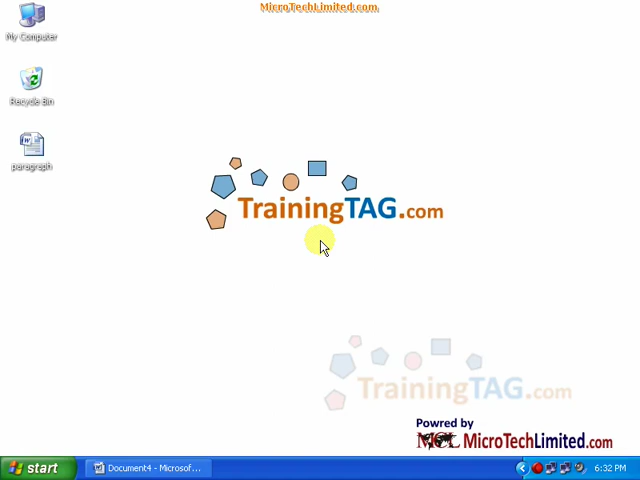 MicroTechLimited.com
My Computer
Recycle Bin
paragraph
TrainingTAG.com
TrainingTAG.com
Powered by
MCL MicroTechLimited.com
start
Document4 - Microsof...
6:32 PM